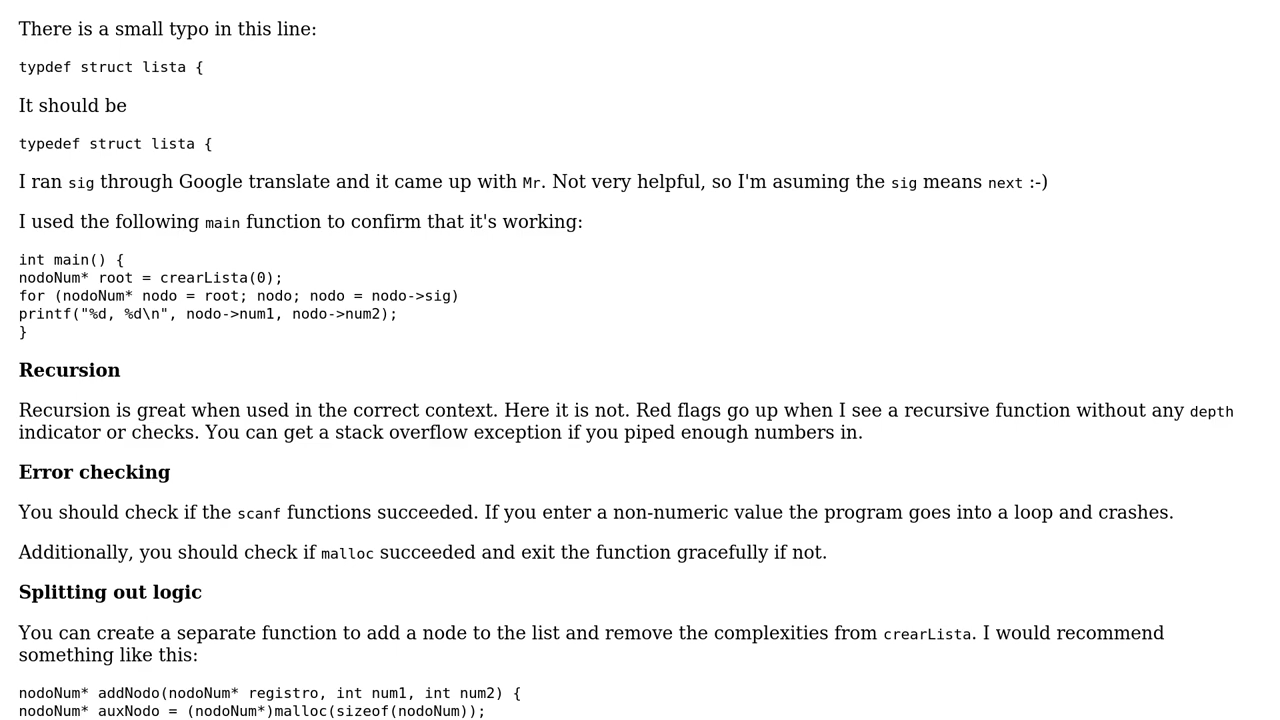 There is a small typo in this line:
typdef struct lista {
It should be
typedef struct lista {
I ran sig through Google translate and it came up with Mr. Not very helpful, so I'm asuming the sig means next :-)
I used the following main function to confirm that it's working:
int main() {
nodoNum* root = crearLista(0);
for (nodoNum* nodo = root; nodo; nodo = nodo->sig)
printf("%d, %d\n", nodo->num1, nodo->num2);
}
Recursion
Recursion is great when used in the correct context. Here it is not. Red flags go up when I see a recursive function without any depth
indicator or checks. You can get a stack overflow exception if you piped enough numbers in.
Error checking
You should check if the scanf functions succeeded. If you enter a non-numeric value the program goes into a loop and crashes.
Additionally, you should check if malloc succeeded and exit the function gracefully if not.
Splitting out logic
You can create a separate function to add a node to the list and remove the complexities from crearLista. I would recommend
something like this:
nodoNum* addNodo(nodoNum* registro, int num1, int num2) {
nodoNum* auxNodo = (nodoNum*)malloc(sizeof(nodoNum));